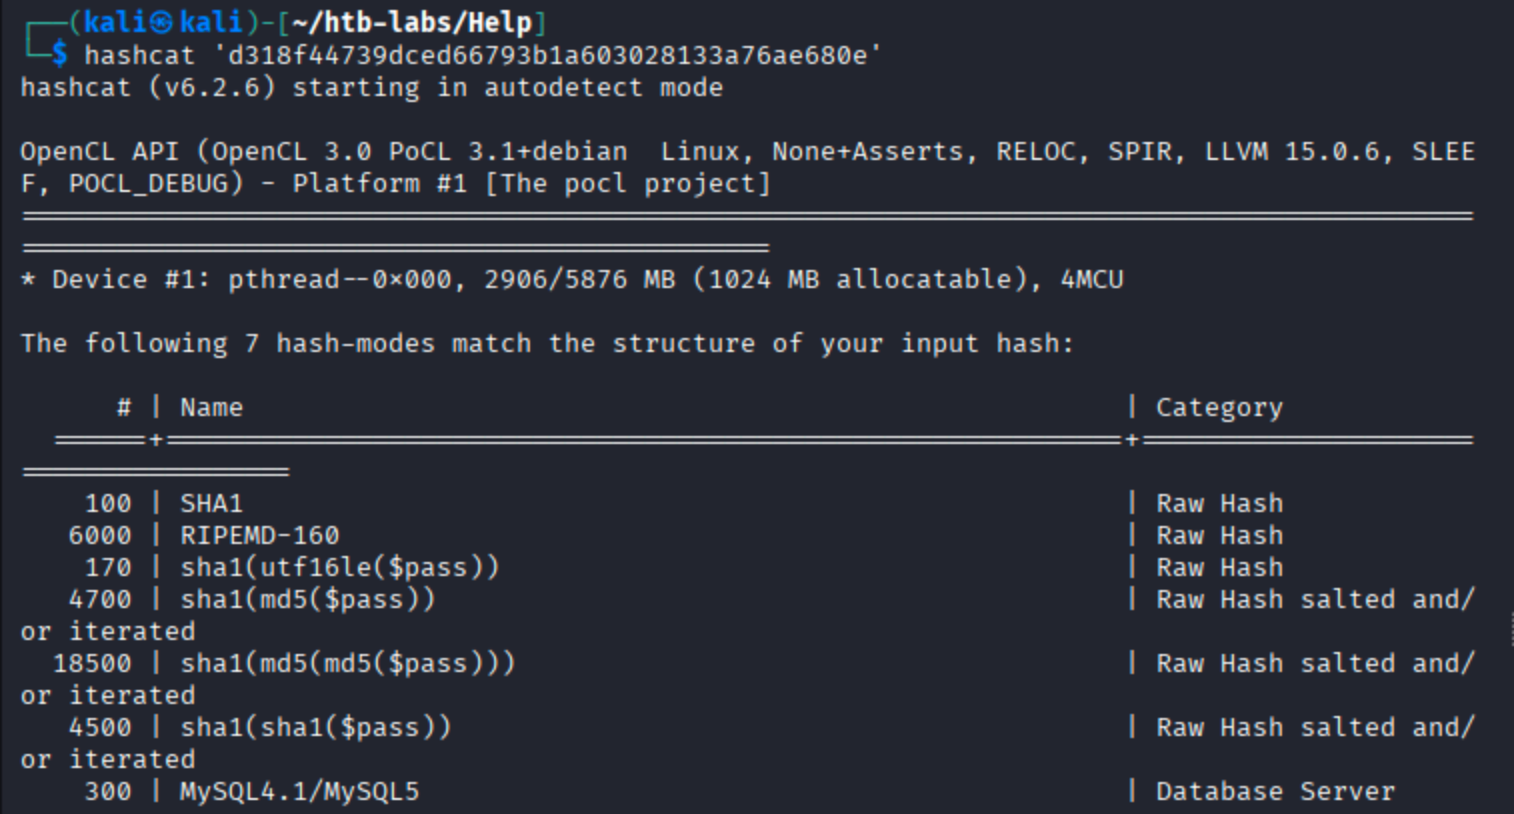 ┌──(kali㉿kali)-[~/htb-labs/Help]
└─$ hashcat 'd318f44739dced66793b1a603028133a76ae680e'
hashcat (v6.2.6) starting in autodetect mode
OpenCL API (OpenCL 3.0 PoCL 3.1+debian  Linux, None+Asserts, RELOC, SPIR, LLVM 15.0.6, SLEE
F, POCL_DEBUG) - Platform #1 [The pocl project]
* Device #1: pthread--0×000, 2906/5876 MB (1024 MB allocatable), 4MCU
The following 7 hash-modes match the structure of your input hash:
# | Name | Category
100 | SHA1 | Raw Hash
6000 | RIPEMD-160 | Raw Hash
170 | sha1(utf16le($pass)) | Raw Hash
4700 | sha1(md5($pass)) | Raw Hash salted and/
or iterated
18500 | sha1(md5(md5($pass))) | Raw Hash salted and/
or iterated
4500 | sha1(sha1($pass)) | Raw Hash salted and/
or iterated
300 | MySQL4.1/MySQL5 | Database Server